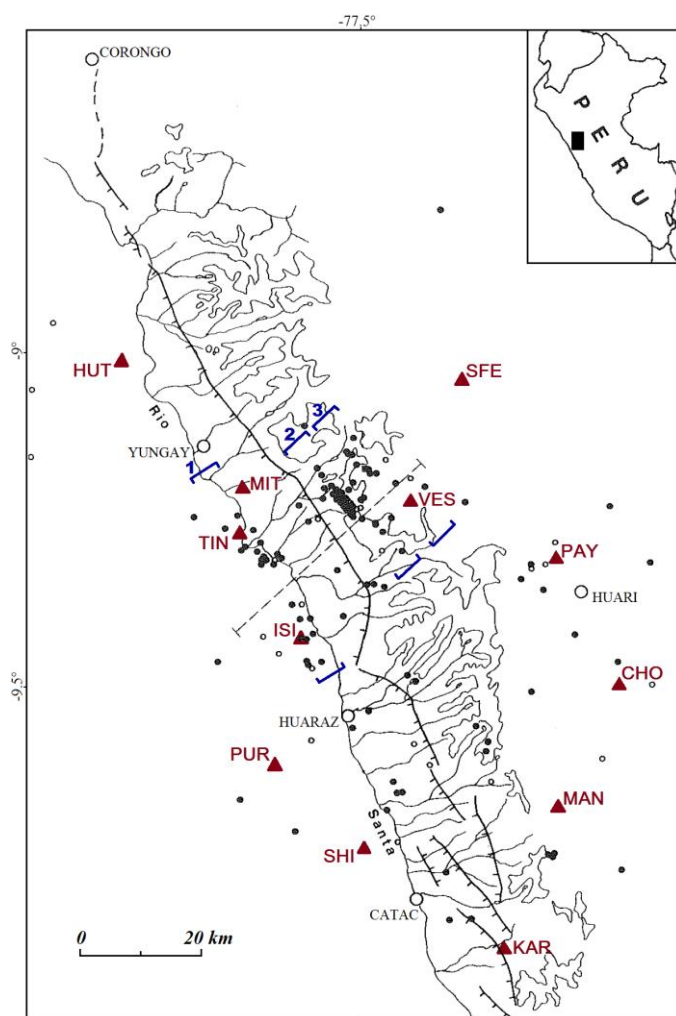 -77,5°
CORONGO
PERU
-9°
HUT
SFE
Rio
3
2
YUNGAY
1
MIT
VES
TIN
PAY
HUARI
ISI
CHO
-9,5°
HUARAZ
PUR
MAN
Santa
SHI
CATAC
0 20 km
KAR